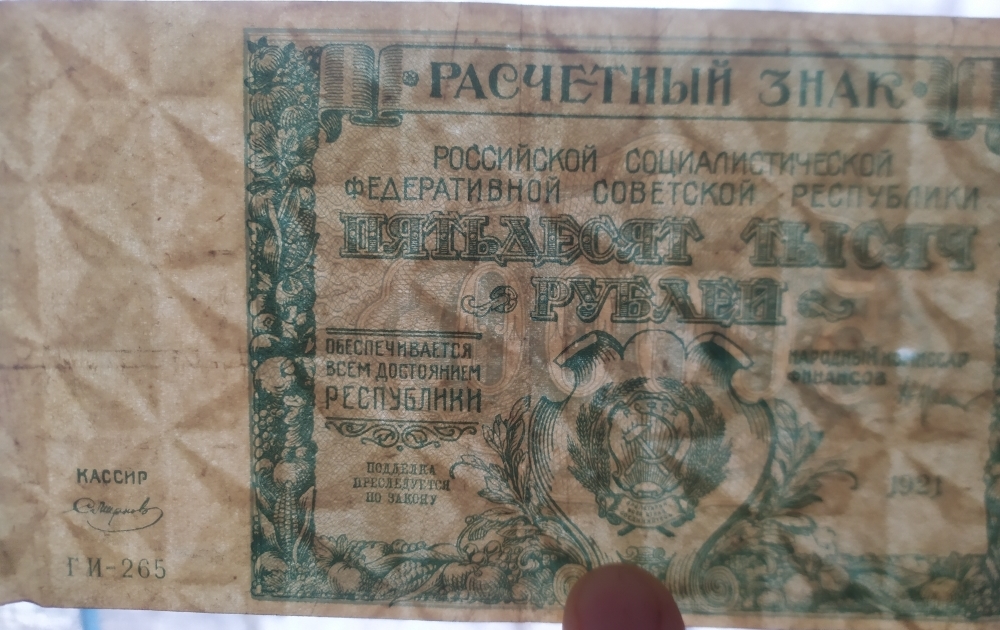 РАСЧЕТНЫЙ ЗНАК
РОССИЙСКОЙ СОЦИАЛИСТИЧЕСКОЙ
ФЕДЕРАТИВНОЙ СОВЕТСКОЙ РЕСПУБЛИКИ
ПЯТЬДЕСЯТ ТЫСЯЧ
РУБЛЕЙ
ОБЕСПЕЧИВАЕТСЯ
ВСЕМ ДОСТОЯНИЕМ
РЕСПУБЛИКИ
НАРОДНЫЙ КОМИССАР
ФИНАНСОВ
ПОДДЕЛКА
ПРЕСЛЕДУЕТСЯ
ПО ЗАКОНУ
1921
КАССИР
ГИ-265